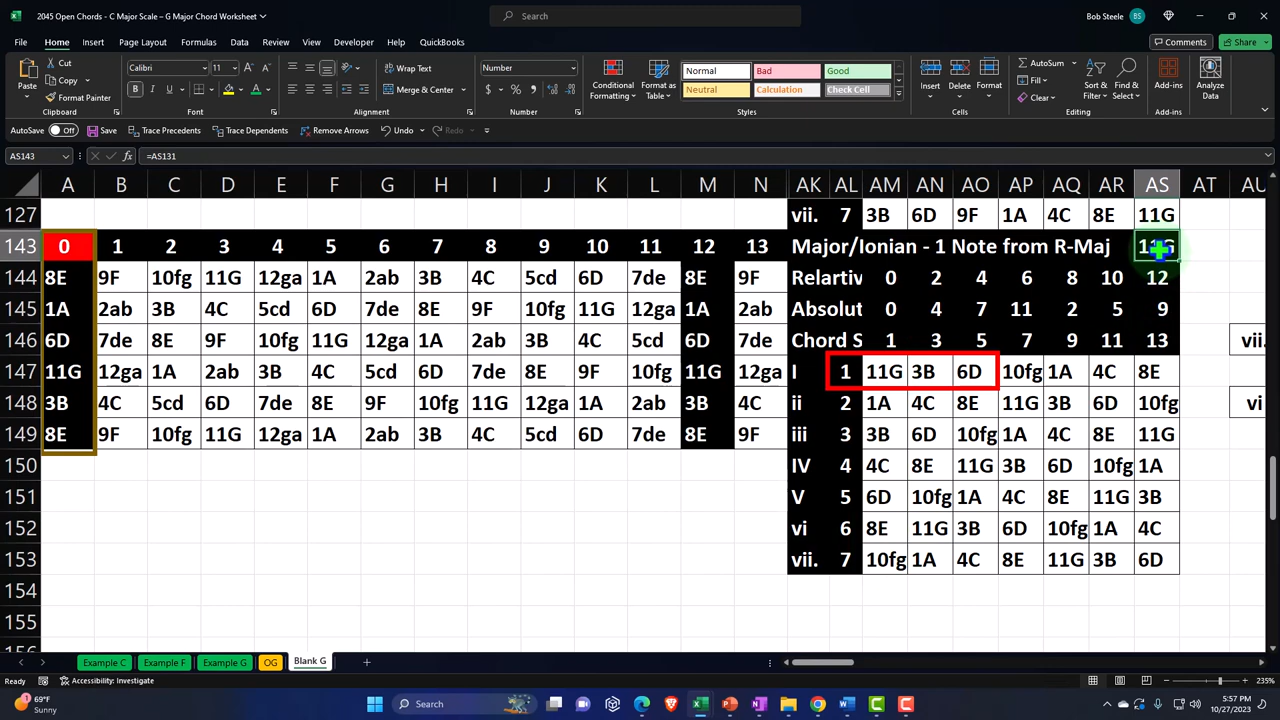 2045 Open Chords - C Major Scale – G Major Chord Worksheet
Search
Bob Steele BS
File Home Insert Page Layout Formulas Data Review View Developer Help QuickBooks
Comments Share
Paste Cut Copy Format Painter
Calibri 11
Wrap Text
Merge & Center
Number
Conditional Formatting
Format as Table
Normal Bad Good
Neutral Calculation Check Cell
Insert Delete Format
AutoSum Fill Clear
Sort & Filter
Find & Select
Add-ins
Analyze Data
Clipboard Font Alignment Number Styles Cells Editing Add-ins
AutoSave Off Save Trace Precedents Trace Dependents Remove Arrows Undo Redo
AS143 fx =AS131
A B C D E F G H I J K L M N AK AL AM AN AO AP AQ AR AS AT AU
127 vii. 7 3B 6D 9F 1A 4C 8E 11G
143 0 1 2 3 4 5 6 7 8 9 10 11 12 13 Major/Ionian - 1 Note from R-Maj 11G
144 8E 9F 10fg 11G 12ga 1A 2ab 3B 4C 5cd 6D 7de 8E 9F Relartiv 0 2 4 6 8 10 12
145 1A 2ab 3B 4C 5cd 6D 7de 8E 9F 10fg 11G 12ga 1A 2ab Absolut 0 4 7 11 2 5 9
146 6D 7de 8E 9F 10fg 11G 12ga 1A 2ab 3B 4C 5cd 6D 7de Chord S 1 3 5 7 9 11 13 vii.
147 11G 12ga 1A 2ab 3B 4C 5cd 6D 7de 8E 9F 10fg 11G 12ga I 1 11G 3B 6D 10fg 1A 4C 8E
148 3B 4C 5cd 6D 7de 8E 9F 10fg 11G 12ga 1A 2ab 3B 4C ii 2 1A 4C 8E 11G 3B 6D 10fg vi
149 8E 9F 10fg 11G 12ga 1A 2ab 3B 4C 5cd 6D 7de 8E 9F iii 3 3B 6D 10fg 1A 4C 8E 11G
150 IV 4 4C 8E 11G 3B 6D 10fg 1A
151 V 5 6D 10fg 1A 4C 8E 11G 3B
152 vi 6 8E 11G 3B 6D 10fg 1A 4C
153 vii. 7 10fg 1A 4C 8E 11G 3B 6D
154
155
Example C Example F Example G OG Blank G
Ready Accessibility: Investigate 235%
69°F
Sunny
Search
5:57 PM
10/27/2023